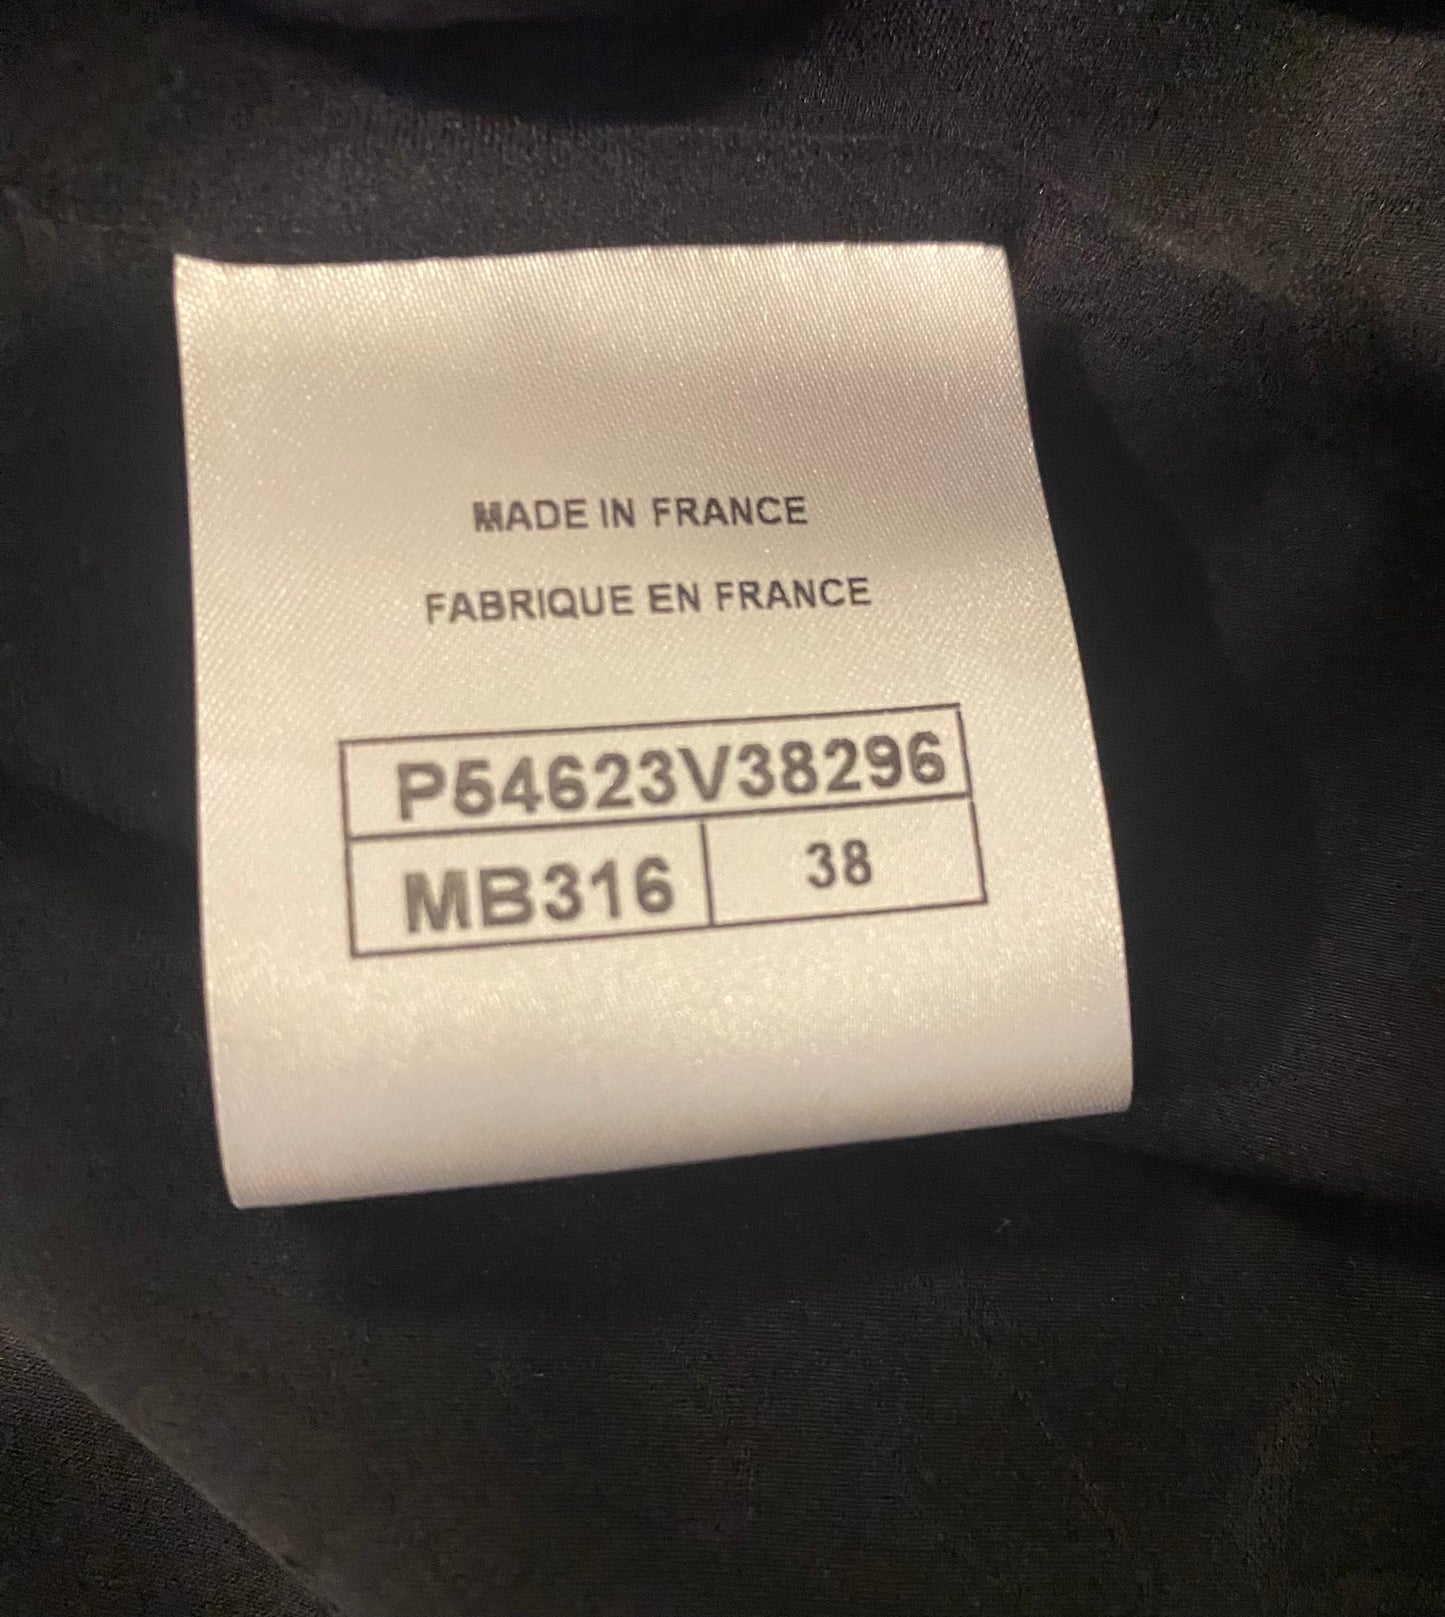 MADE IN FRANCE
FABRIQUE EN FRANCE
P54623V38296
MB316 38